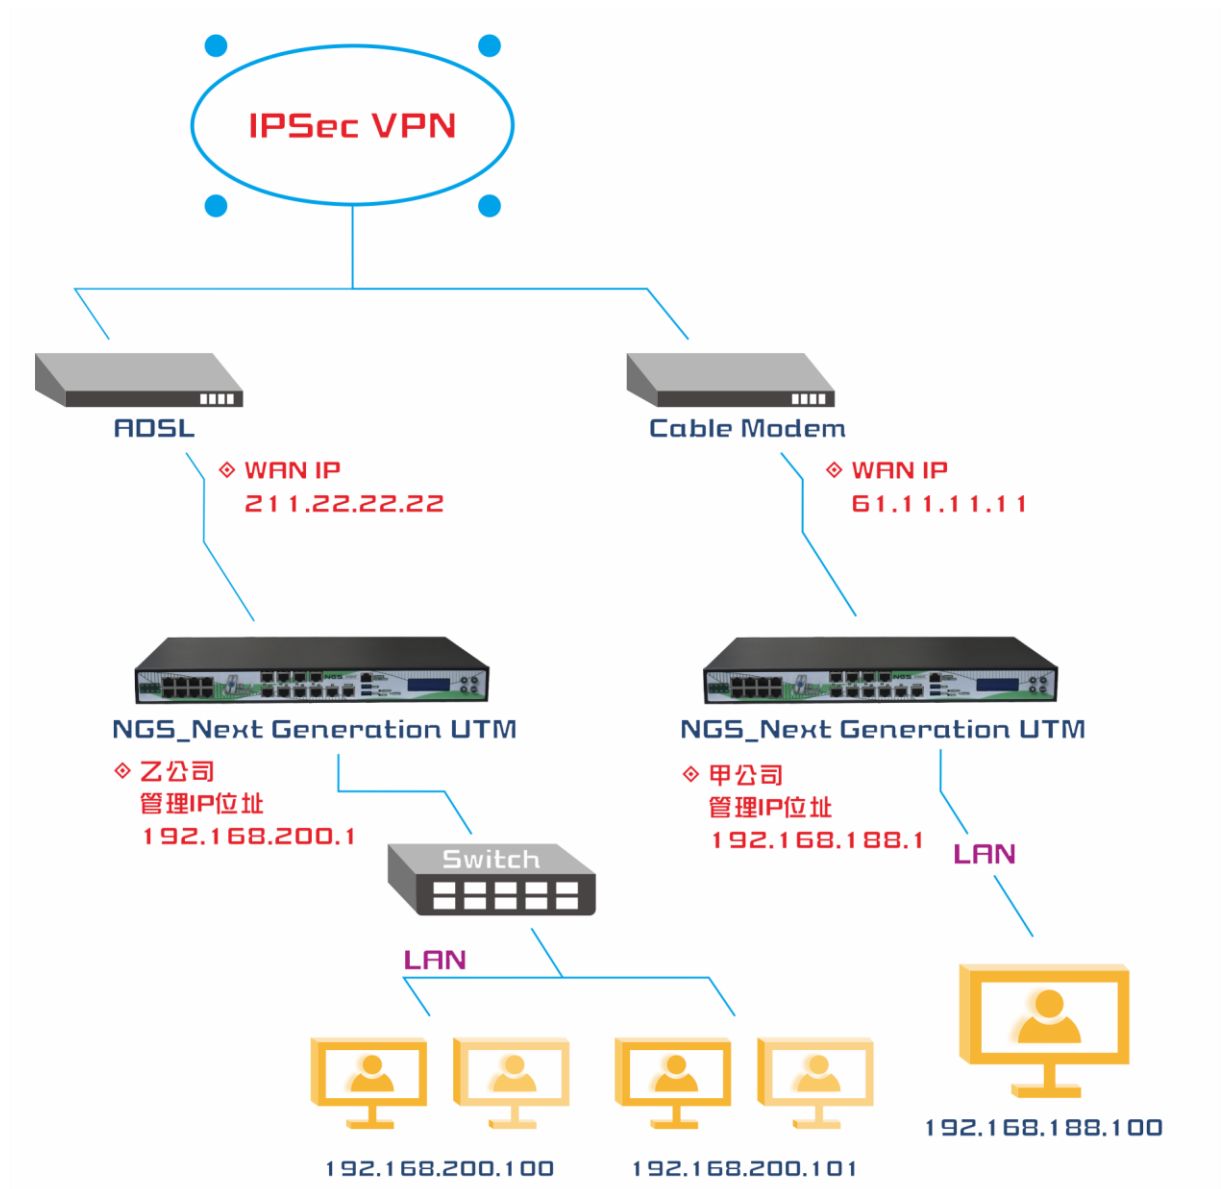 IPSec VPN
ADSL
Cable Modem
WAN IP
211.22.22.22
WAN IP
61.11.11.11
NGS
NGS
NGS_Next Generation UTM
NGS_Next Generation UTM
乙公司
管理IP位址
192.168.200.1
甲公司
管理IP位址
192.168.188.1
Switch
LAN
LAN
192.168.188.100
192.168.200.100
192.168.200.101